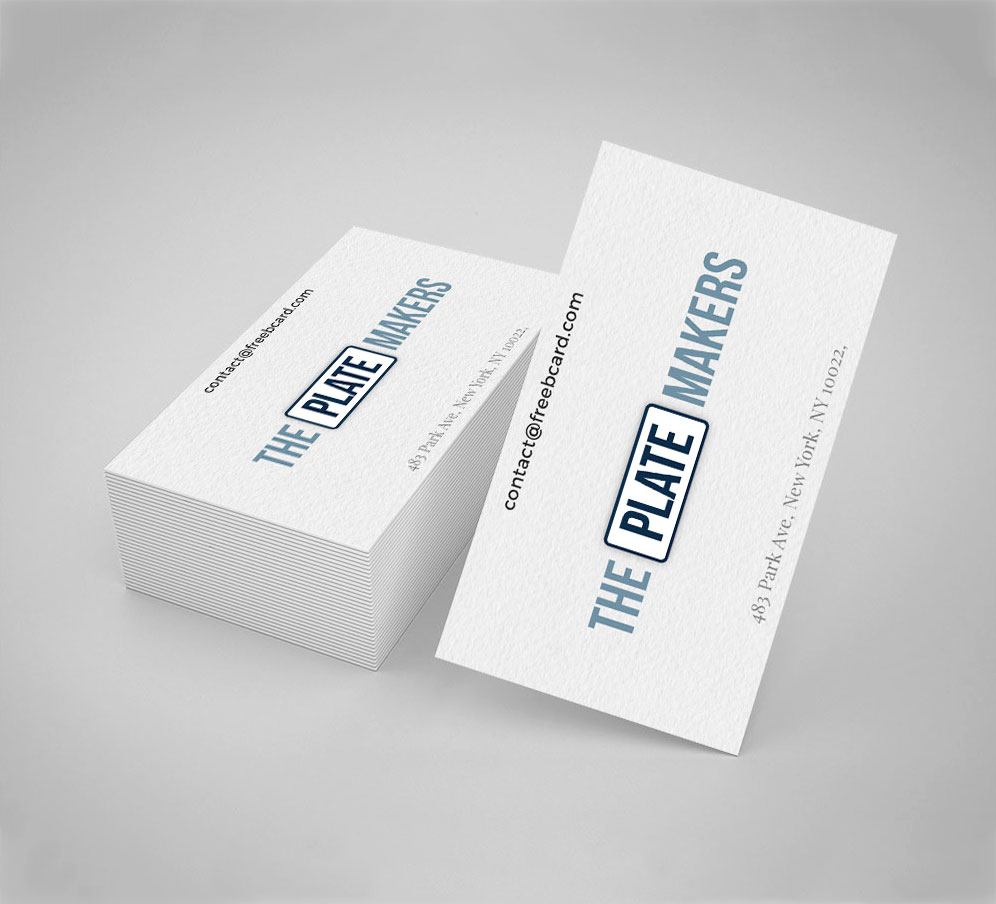 contact@freebcard.com
THE PLATE MAKERS
483 Park Ave, New York, NY 10022,
contact@freebcard.com
THE PLATE MAKERS
483 Park Ave, New York, NY 10022,